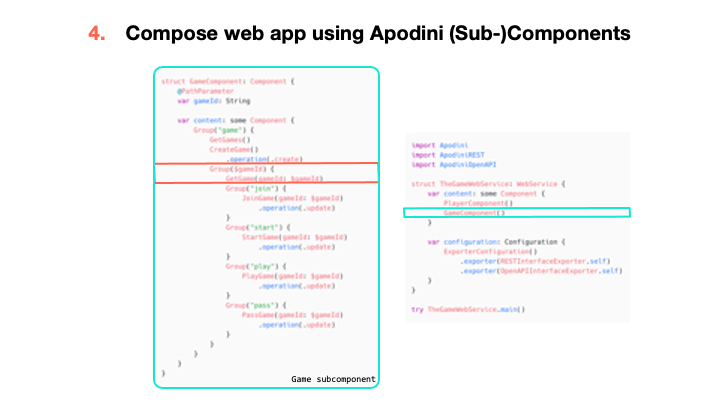 4. Compose web app using Apodini (Sub-)Components
struct GameComponent: Component {
@PathParameter
var gameId: String
var content: some Component {
Group("game") {
GetGames()
CreateGame()
.operation(.create)
Group($gameId) {
GetGame(gameId: $gameId)
Group("join") {
JoinGame(gameId: $gameId)
.operation(.update)
}
Group("start") {
StartGame(gameId: $gameId)
.operation(.update)
}
Group("play") {
PlayGame(gameId: $gameId)
.operation(.update)
}
Group("pass") {
PassGame(gameId: $gameId)
.operation(.update)
}
}
}
}
}
Game subcomponent
import Apodini
import ApodiniREST
import ApodiniOpenAPI
struct TheGameWebService: WebService {
var content: some Component {
PlayerComponent()
GameComponent()
}
var configuration: Configuration {
ExporterConfiguration()
.exporter(RESTInterfaceExporter.self)
.exporter(OpenAPIInterfaceExporter.self)
}
}
try TheGameWebService.main()